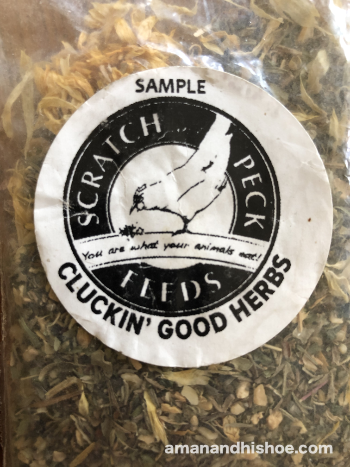 SAMPLE
SCRATCH PECK
You are what your animals eat!
FEEDS
CLUCKIN' GOOD HERBS
amanandhishoe.com